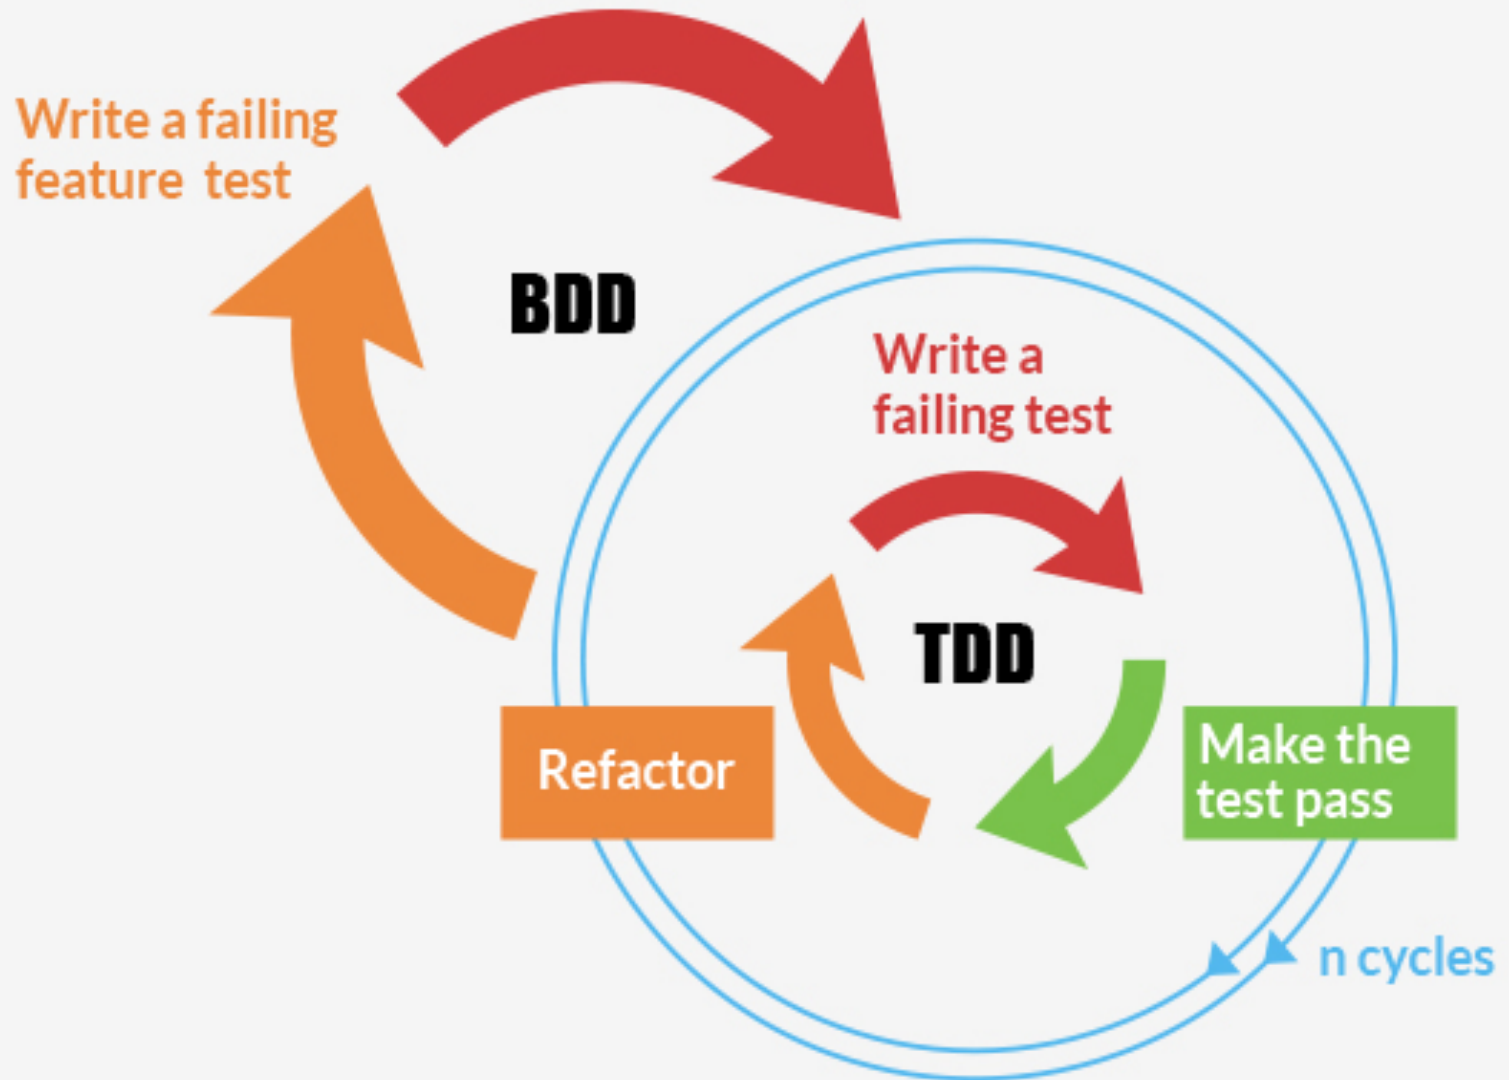 Write a failing
feature test
BDD
Write a
failing test
TDD
Refactor
Make the
test pass
n cycles